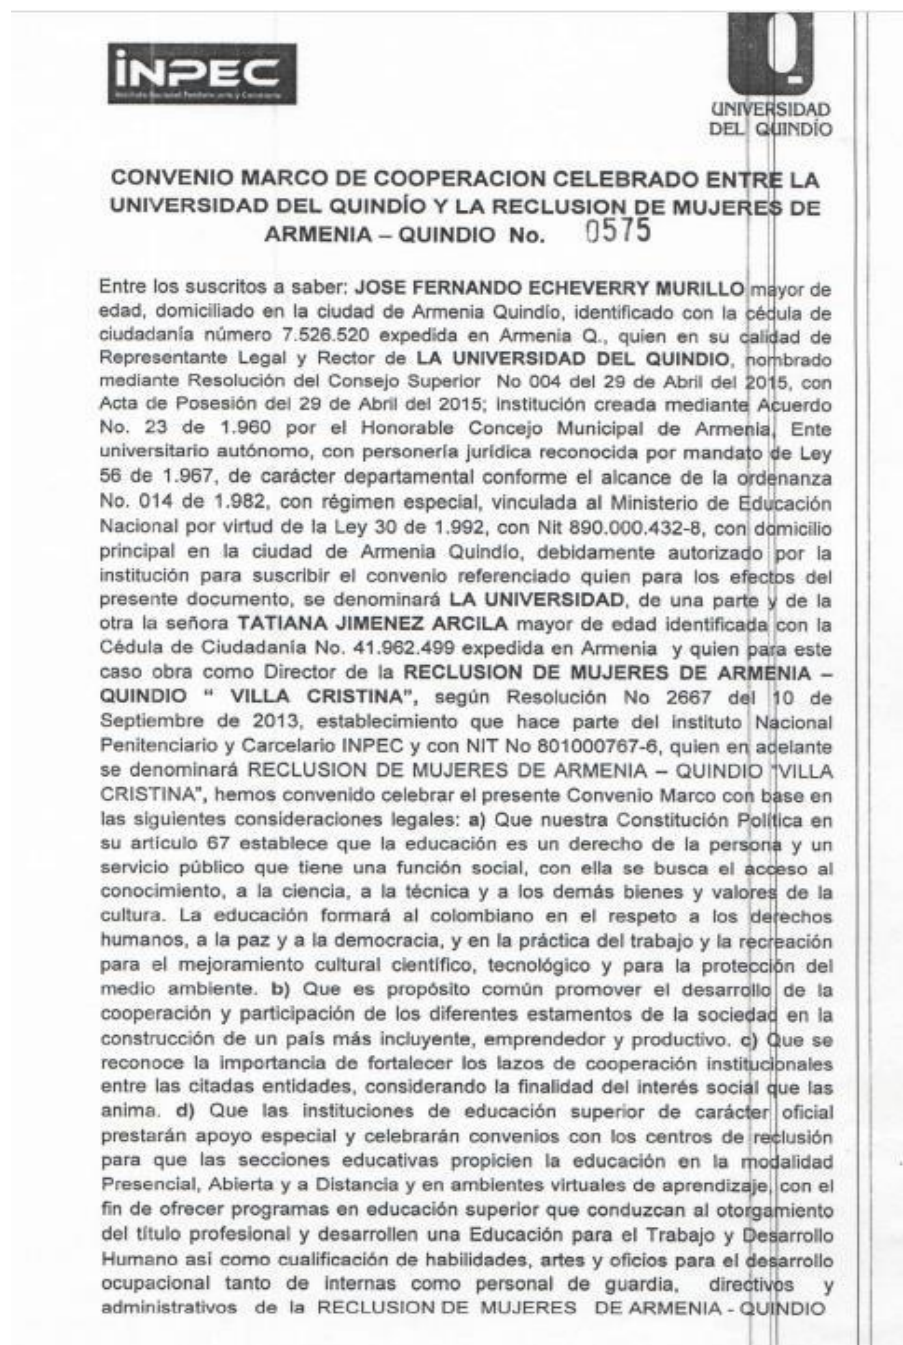 INPEC
Instituto Nacional Penitenciario y Carcelario
UNIVERSIDAD
DEL QUINDÍO
CONVENIO MARCO DE COOPERACION CELEBRADO ENTRE LA
UNIVERSIDAD DEL QUINDÍO Y LA RECLUSION DE MUJERES DE
ARMENIA – QUINDIO No. 0575
Entre los suscritos a saber: JOSE FERNANDO ECHEVERRY MURILLO mayor de
edad, domiciliado en la ciudad de Armenia Quindío, identificado con la cédula de
ciudadanía número 7.526.520 expedida en Armenia Q., quien en su calidad de
Representante Legal y Rector de LA UNIVERSIDAD DEL QUINDIO, nombrado
mediante Resolución del Consejo Superior No 004 del 29 de Abril del 2015, con
Acta de Posesión del 29 de Abril del 2015; Institución creada mediante Acuerdo
No. 23 de 1.960 por el Honorable Concejo Municipal de Armenia, Ente
universitario autónomo, con personería jurídica reconocida por mandato de Ley
56 de 1.967, de carácter departamental conforme el alcance de la ordenanza
No. 014 de 1.982, con régimen especial, vinculada al Ministerio de Educación
Nacional por virtud de la Ley 30 de 1.992, con Nit 890.000.432-8, con domicilio
principal en la ciudad de Armenia Quindío, debidamente autorizado por la
institución para suscribir el convenio referenciado quien para los efectos del
presente documento, se denominará LA UNIVERSIDAD, de una parte y de la
otra la señora TATIANA JIMENEZ ARCILA mayor de edad identificada con la
Cédula de Ciudadanía No. 41.962.499 expedida en Armenia y quien para este
caso obra como Director de la RECLUSION DE MUJERES DE ARMENIA –
QUINDIO “ VILLA CRISTINA”, según Resolución No 2667 del 10 de
Septiembre de 2013, establecimiento que hace parte del instituto Nacional
Penitenciario y Carcelario INPEC y con NIT No 801000767-6, quien en adelante
se denominará RECLUSION DE MUJERES DE ARMENIA – QUINDIO “VILLA
CRISTINA”, hemos convenido celebrar el presente Convenio Marco con base en
las siguientes consideraciones legales: a) Que nuestra Constitución Política en
su articulo 67 establece que la educación es un derecho de la persona y un
servicio público que tiene una función social, con ella se busca el acceso al
conocimiento, a la ciencia, a la técnica y a los demás bienes y valores de la
cultura. La educación formará al colombiano en el respeto a los derechos
humanos, a la paz y a la democracia, y en la práctica del trabajo y la recreación
para el mejoramiento cultural científico, tecnológico y para la protección del
medio ambiente. b) Que es propósito común promover el desarrollo de la
cooperación y participación de los diferentes estamentos de la sociedad en la
construcción de un país más incluyente, emprendedor y productivo. c) Que se
reconoce la importancia de fortalecer los lazos de cooperación institucionales
entre las citadas entidades, considerando la finalidad del interés social que las
anima. d) Que las instituciones de educación superior de carácter oficial
prestarán apoyo especial y celebrarán convenios con los centros de reclusión
para que las secciones educativas propicien la educación en la modalidad
Presencial, Abierta y a Distancia y en ambientes virtuales de aprendizaje, con el
fin de ofrecer programas en educación superior que conduzcan al otorgamiento
del título profesional y desarrollen una Educación para el Trabajo y Desarrollo
Humano asi como cualificación de habilidades, artes y oficios para el desarrollo
ocupacional tanto de internas como personal de guardia, directivos y
administrativos de la RECLUSION DE MUJERES DE ARMENIA - QUINDIO